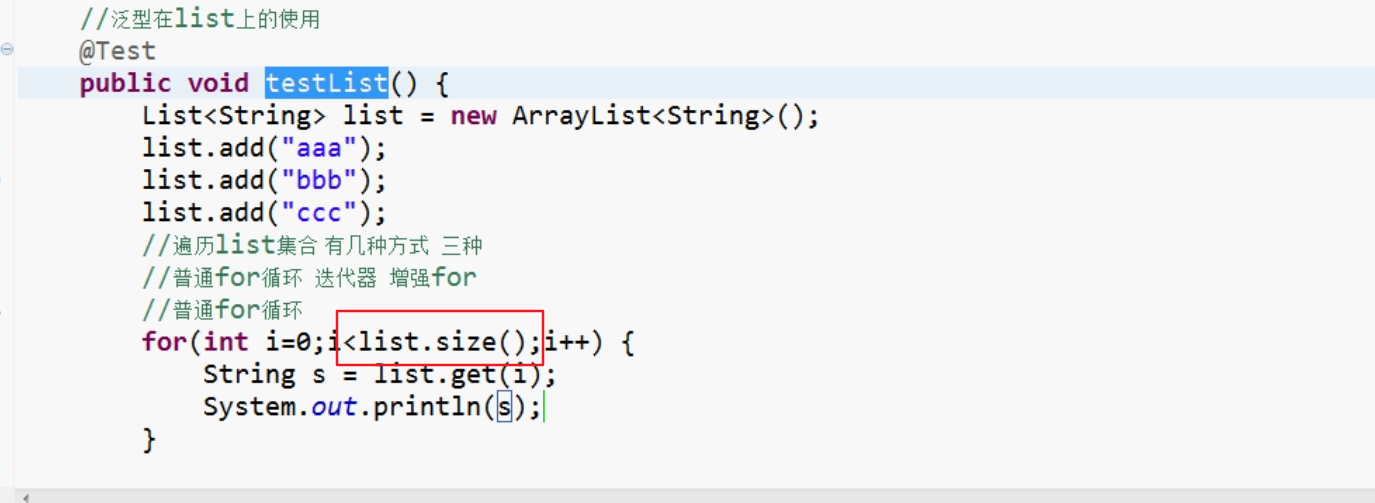 //泛型在list上的使用
@Test
public void testList() {
List<String> list = new ArrayList<String>();
list.add("aaa");
list.add("bbb");
list.add("ccc");
//遍历list集合 有几种方式 三种
//普通for循环 迭代器 增强for
//普通for循环
for(int i=0;i<list.size();i++) {
String s = list.get(i);
System.out.println(s);
}